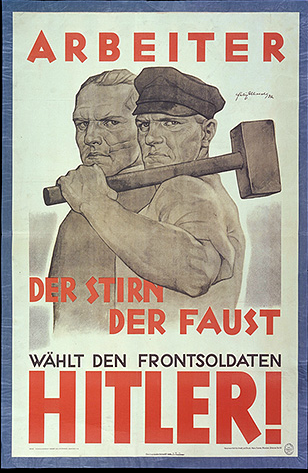 ARBEITER
DER STIRN
DER FAUST
WÄHLT DEN FRONTSOLDATEN
HITLER!